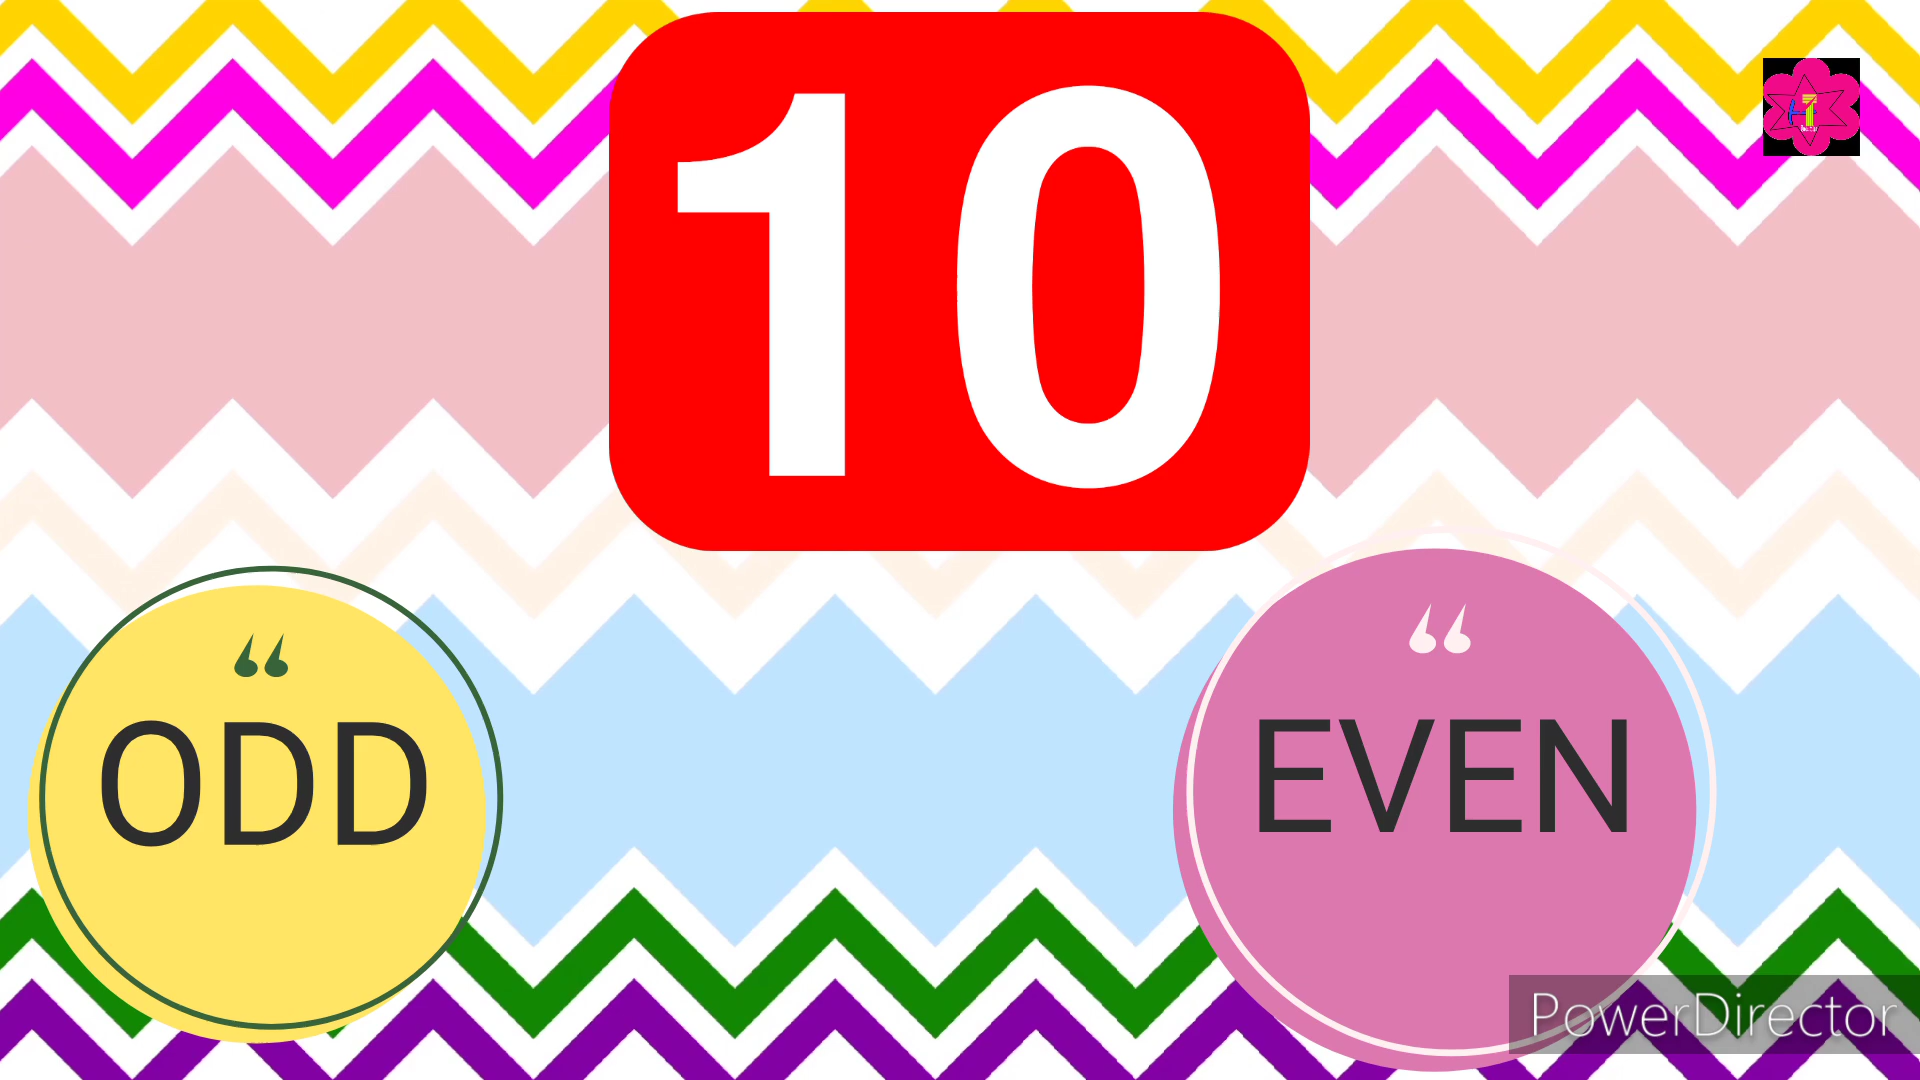 10
“
ODD
“
EVEN
PowerDirector